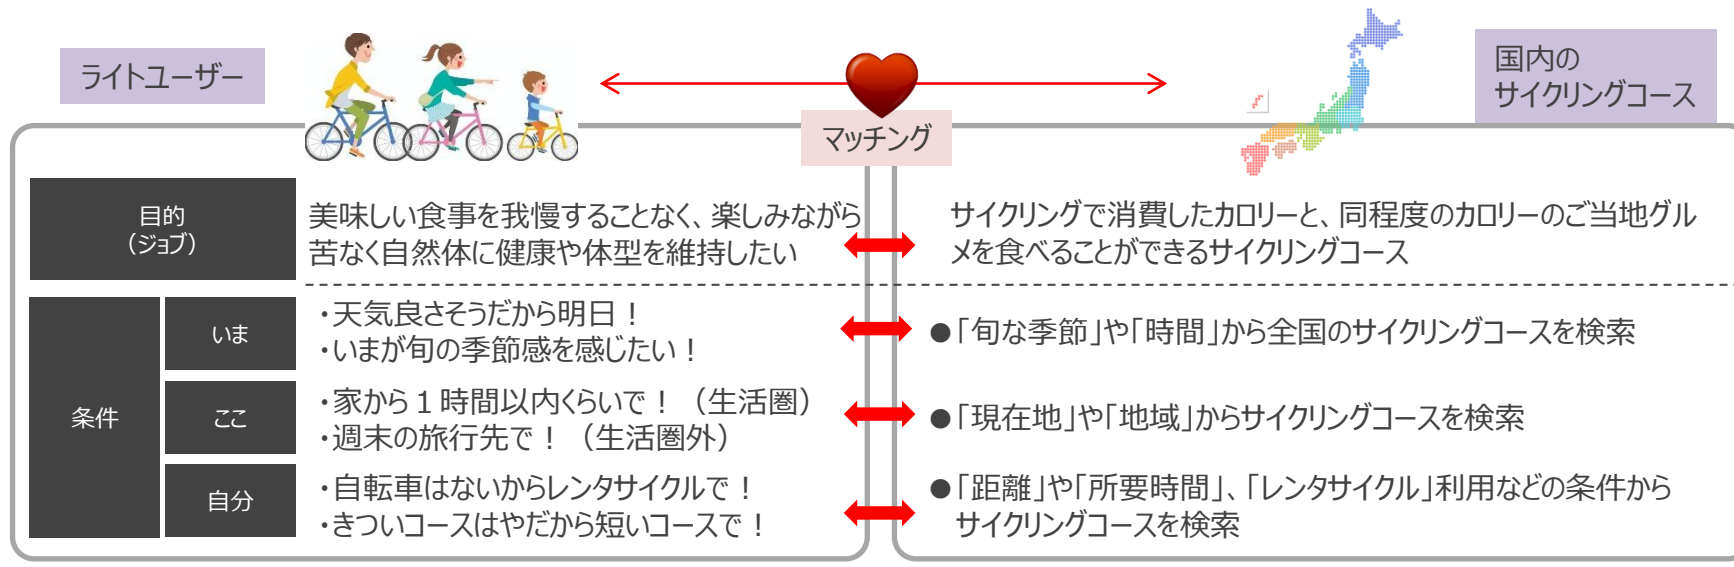 ライトユーザー
国内の
サイクリングコース
マッチング
目的
（ジョブ）
美味しい食事を我慢することなく、楽しみながら
苦なく自然体に健康や体型を維持したい
サイクリングで消費したカロリーと、同程度のカロリーのご当地グル
メを食べることができるサイクリングコース
条件
いま
・天気良さそうだから明日！
・いまが旬の季節感を感じたい！
●「旬な季節」や「時間」から全国のサイクリングコースを検索
ここ
・家から１時間以内くらいで！（生活圏）
・週末の旅行先で！（生活圏外）
●「現在地」や「地域」からサイクリングコースを検索
自分
・自転車はないからレンタサイクルで！
・きついコースはやだから短いコースで！
●「距離」や「所要時間」、「レンタサイクル」利用などの条件から
サイクリングコースを検索